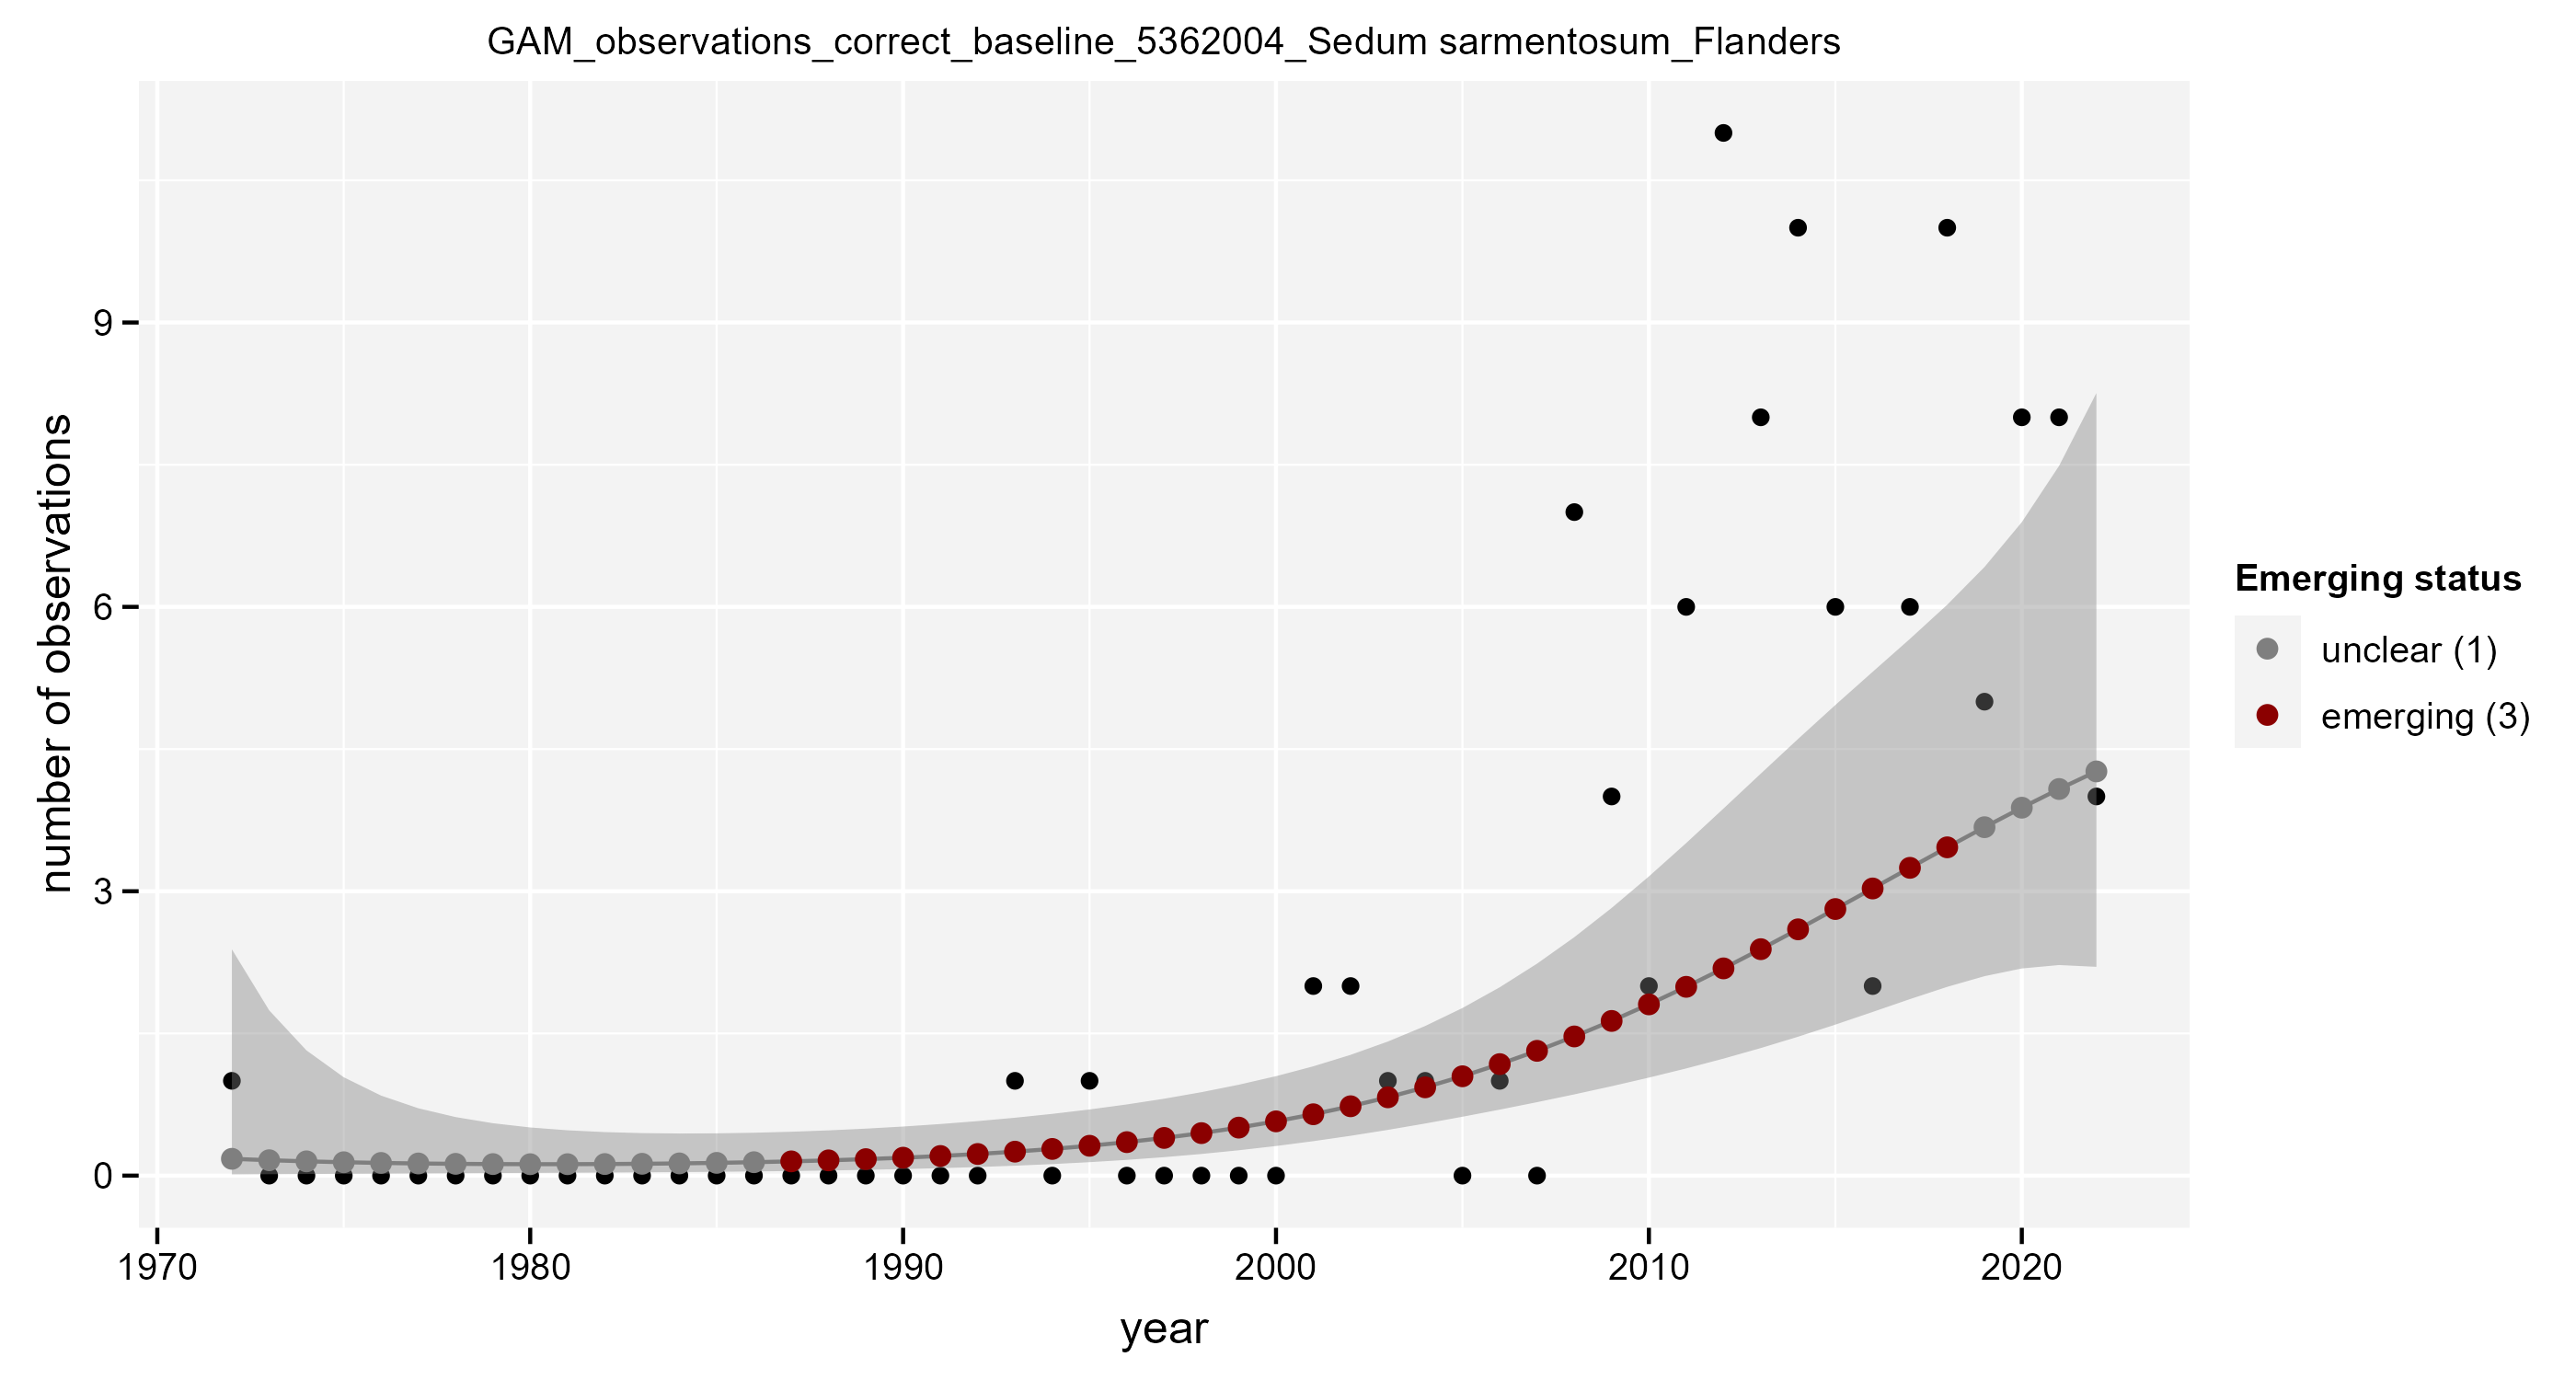 GAM_observations_correct_baseline_5362004_Sedum sarmentosum_Flanders
number of observations
9
6
3
0
1970 1980 1990 2000 2010 2020
year
Emerging status
unclear (1)
emerging (3)